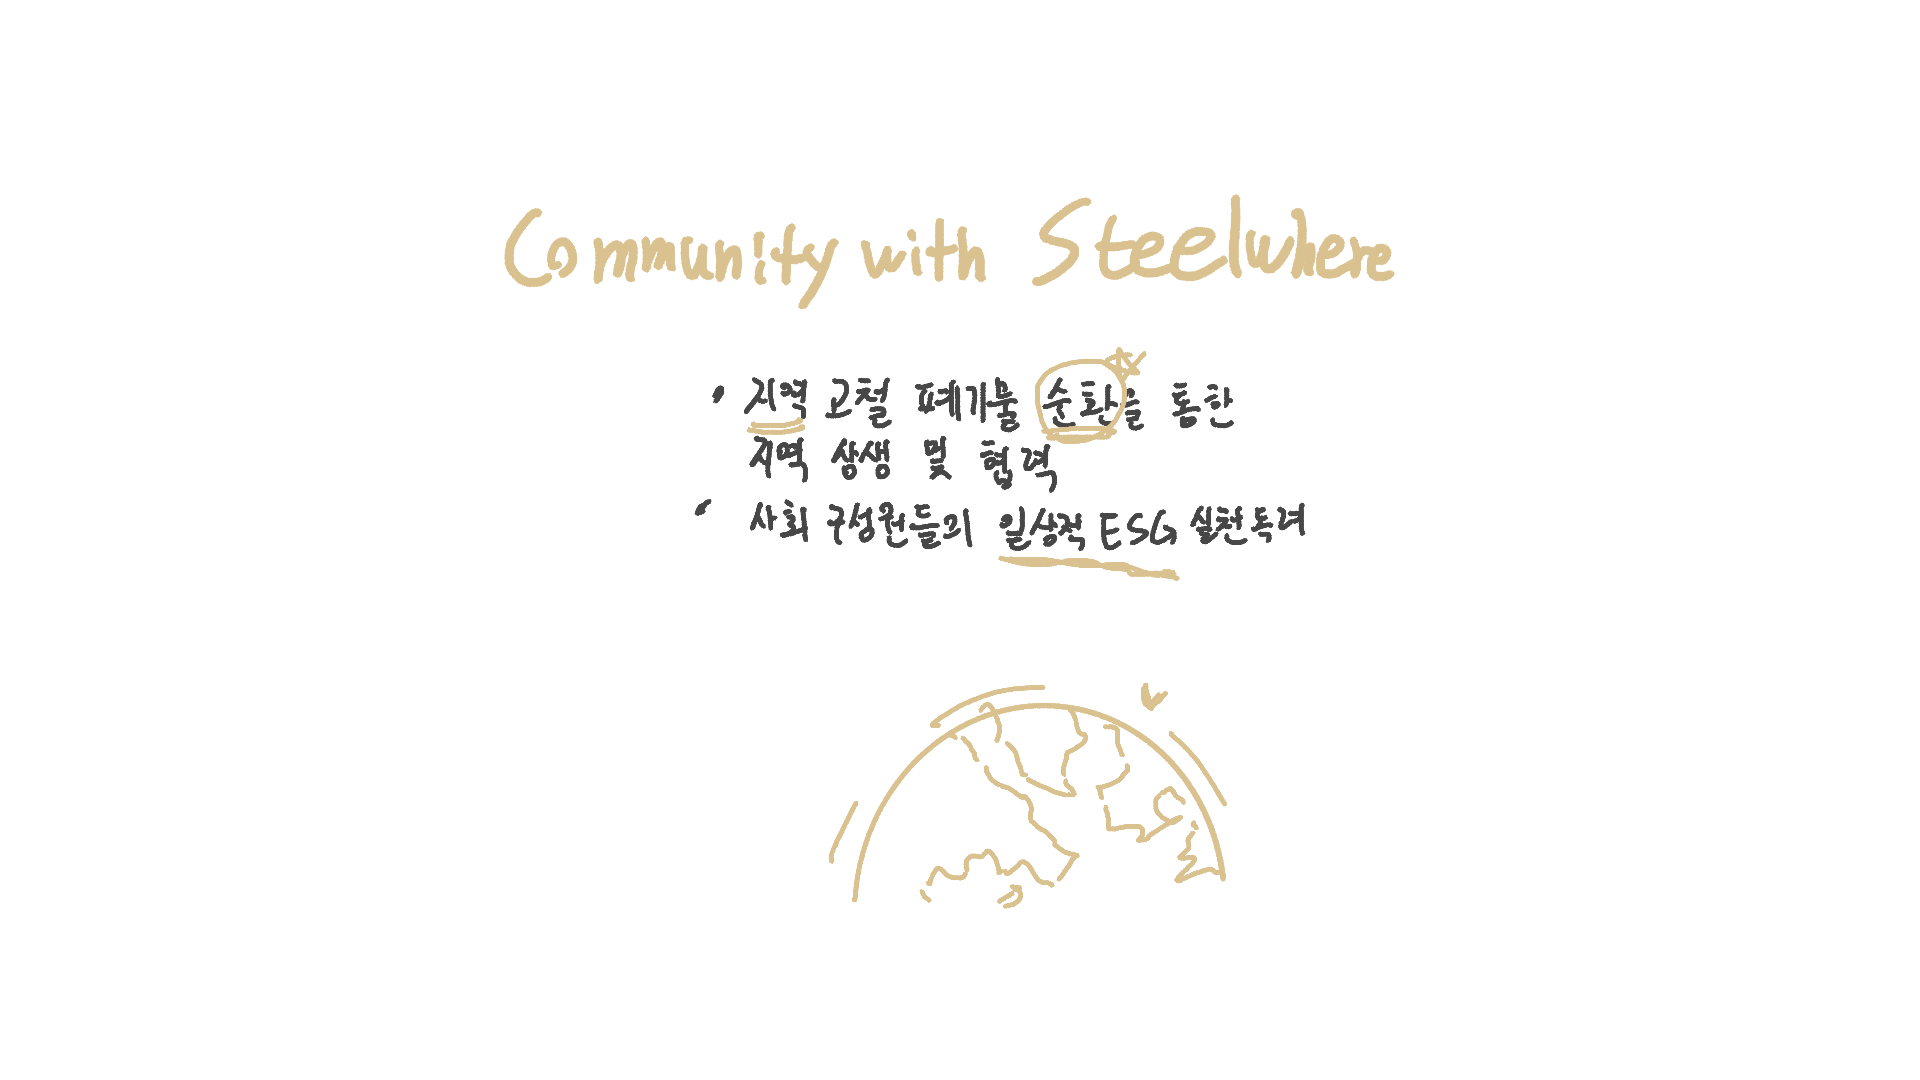 Community with Steelwhere
• 지역 고철 폐기물 순환을 통한
지역 상생 및 협력
• 사회 구성원들의 일상적 ESG 실천독려